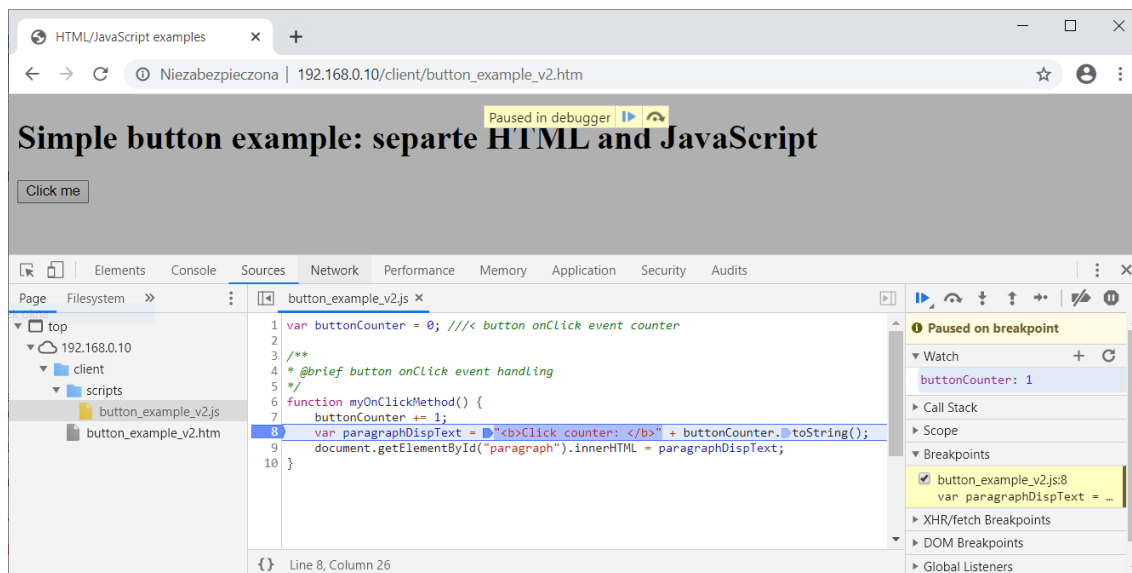 HTML/JavaScript examples
Niezabezpieczona | 192.168.0.10/client/button_example_v2.htm
Paused in debugger
Simple button example: separte HTML and JavaScript
Click me
Elements Console Sources Network Performance Memory Application Security Audits
Page Filesystem »
top
192.168.0.10
client
scripts
button_example_v2.js
button_example_v2.htm
button_example_v2.js ×
1 var buttonCounter = 0; ///< button onClick event counter
2
3 /**
4 * @brief button onClick event handling
5 */
6 function myOnClickMethod() {
7 buttonCounter += 1;
8 var paragraphDispText = "<b>Click counter: </b>" + buttonCounter.toString();
9 document.getElementById("paragraph").innerHTML = paragraphDispText;
10 }
{} Line 8, Column 26
Paused on breakpoint
Watch
buttonCounter: 1
Call Stack
Scope
Breakpoints
button_example_v2.js:8
var paragraphDispText = …
XHR/fetch Breakpoints
DOM Breakpoints
Global Listeners